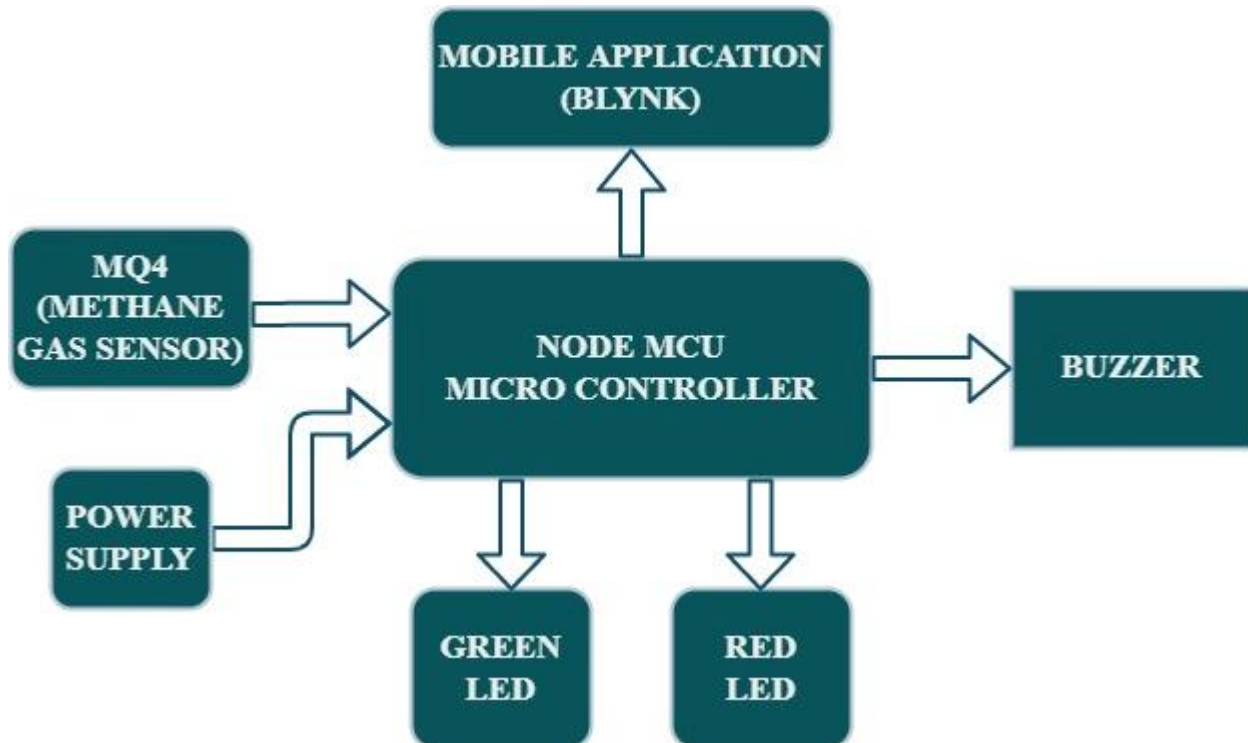 MOBILE APPLICATION
(BLYNK)
MQ4
(METHANE
GAS SENSOR)
NODE MCU
MICRO CONTROLLER
BUZZER
POWER
SUPPLY
GREEN
LED
RED
LED